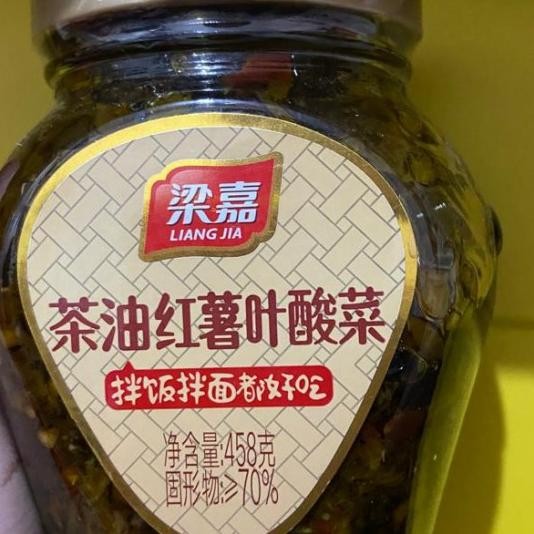 梁嘉
LIANG JIA
茶油红薯叶酸菜
拌饭拌面都好吃
净含量:458克
固形物:≥70%